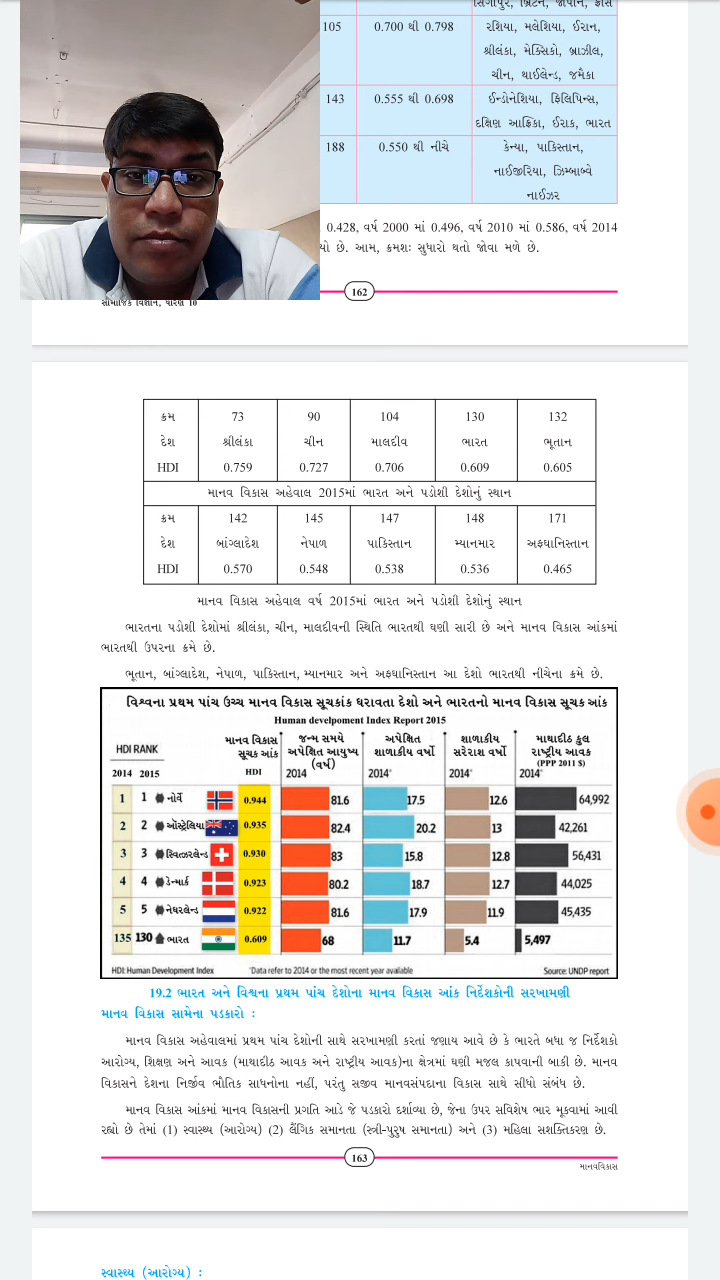 સિંગાપુર, બ્રિટન, જાપાન, ફ્રાંસ
105 0.700 થી 0.798 રશિયા, મલેશિયા, ઈરાન,
શ્રીલંકા, મેક્સિકો, બ્રાઝીલ,
ચીન, થાઈલેન્ડ, જમૈકા
143 0.555 થી 0.698 ઈન્ડોનેશિયા, ફિલિપિન્સ,
દક્ષિણ આફ્રિકા, ઈરાક, ભારત
188 0.550 થી નીચે કેન્યા, પાકિસ્તાન,
નાઈજીરિયા, ઝિમ્બાબ્વે
નાઈઝર
0.428, વર્ષ 2000 માં 0.496, વર્ષ 2010 માં 0.586, વર્ષ 2014
યો છે. આમ, ક્રમશઃ સુધારો થતો જોવા મળે છે.
162
સામાજિક વિજ્ઞાન, ધોરણ 10
ક્રમ 73 90 104 130 132
દેશ શ્રીલંકા ચીન માલદીવ ભારત ભૂતાન
HDI 0.759 0.727 0.706 0.609 0.605
માનવ વિકાસ અહેવાલ 2015માં ભારત અને પડોશી દેશોનું સ્થાન
ક્રમ 142 145 147 148 171
દેશ બાંગ્લાદેશ નેપાળ પાકિસ્તાન મ્યાનમાર અફઘાનિસ્તાન
HDI 0.570 0.548 0.538 0.536 0.465
માનવ વિકાસ અહેવાલ વર્ષ 2015માં ભારત અને પડોશી દેશોનું સ્થાન
ભારતના પડોશી દેશોમાં શ્રીલંકા, ચીન, માલદીવની સ્થિતિ ભારતથી ઘણી સારી છે અને માનવ વિકાસ આંકમાં
ભારતથી ઉપરના ક્રમે છે.
ભૂતાન, બાંગ્લાદેશ, નેપાળ, પાકિસ્તાન, મ્યાનમાર અને અફઘાનિસ્તાન આ દેશો ભારતથી નીચેના ક્રમે છે.
વિશ્વના પ્રથમ પાંચ ઉચ્ચ માનવ વિકાસ સૂચકાંક ધરાવતા દેશો અને ભારતનો માનવ વિકાસ સૂચક આંક
Human develpoment Index Report 2015
માનવ વિકાસ જન્મ સમયે અપેક્ષિત શાળાકીય માથાદીઠ કુલ
HDI RANK સૂચક આંક અપેક્ષિત આયુષ્ય શાળાકીય વર્ષો સરેરાશ વર્ષો રાષ્ટ્રીય આવક
(વર્ષ) (PPP 2011 $)
2014 2015 HDI 2014 2014* 2014* 2014*
1 1 નોર્વે 0.944 81.6 17.5 12.6 64,992
2 2 ઑસ્ટ્રેલિયા 0.935 82.4 20.2 13 42,261
3 3 સ્વિત્ઝરલેન્ડ 0.930 83 15.8 12.8 56,431
4 4 ડેન્માર્ક 0.923 80.2 18.7 12.7 44,025
5 5 નેધરલેન્ડ 0.922 81.6 17.9 11.9 45,435
135 130 ભારત 0.609 68 11.7 5.4 5,497
HDI: Human Development Index *Data refer to 2014 or the most recent year available Source: UNDP report
19.2 ભારત અને વિશ્વના પ્રથમ પાંચ દેશોના માનવ વિકાસ આંક નિર્દેશકોની સરખામણી
માનવ વિકાસ સામેના પડકારો :
માનવ વિકાસ અહેવાલમાં પ્રથમ પાંચ દેશોની સાથે સરખામણી કરતાં જણાય આવે છે કે ભારતે બધા જ નિર્દેશકો
આરોગ્ય, શિક્ષણ અને આવક (માથાદીઠ આવક અને રાષ્ટ્રીય આવક)ના ક્ષેત્રમાં ઘણી મજલ કાપવાની બાકી છે. માનવ
વિકાસને દેશના નિર્જીવ ભૌતિક સાધનોના નહીં, પરંતુ સજીવ માનવસંપદાના વિકાસ સાથે સીધો સંબંધ છે.
માનવ વિકાસ આંકમાં માનવ વિકાસની પ્રગતિ આડે જે પડકારો દર્શાવ્યા છે, જેના ઉપર સવિશેષ ભાર મૂકવામાં આવી
રહ્યો છે તેમાં (1) સ્વાસ્થ્ય (આરોગ્ય) (2) લૈંગિક સમાનતા (સ્ત્રી-પુરુષ સમાનતા) અને (3) મહિલા સશક્તિકરણ છે.
163
માનવવિકાસ
સ્વાસ્થ્ય (આરોગ્ય) :